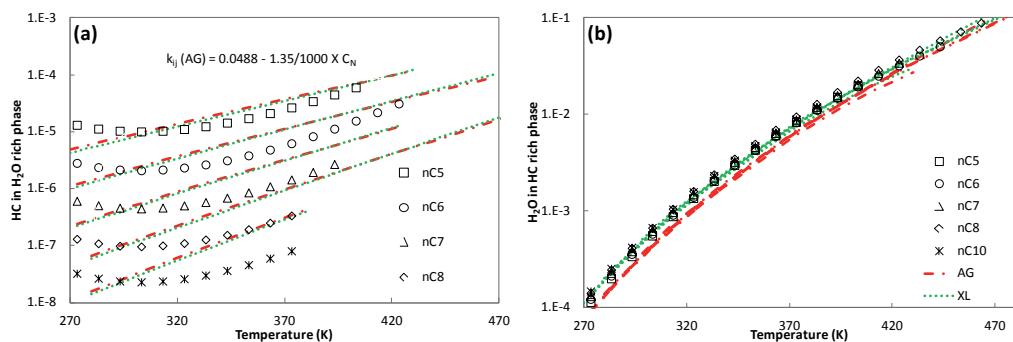 (a)
k_ij (AG) = 0.0488 - 1.35/1000 X C_N
HC in H₂O rich phase
1.E-3
1.E-4
1.E-5
1.E-6
1.E-7
1.E-8
nC5
nC6
nC7
nC8
270 320 370 420 470
Temperature (K)
(b)
H₂O in HC rich phase
1.E-1
1.E-2
1.E-3
1.E-4
nC5
nC6
nC7
nC8
nC10
AG
XL
270 320 370 420 470
Temperature (K)